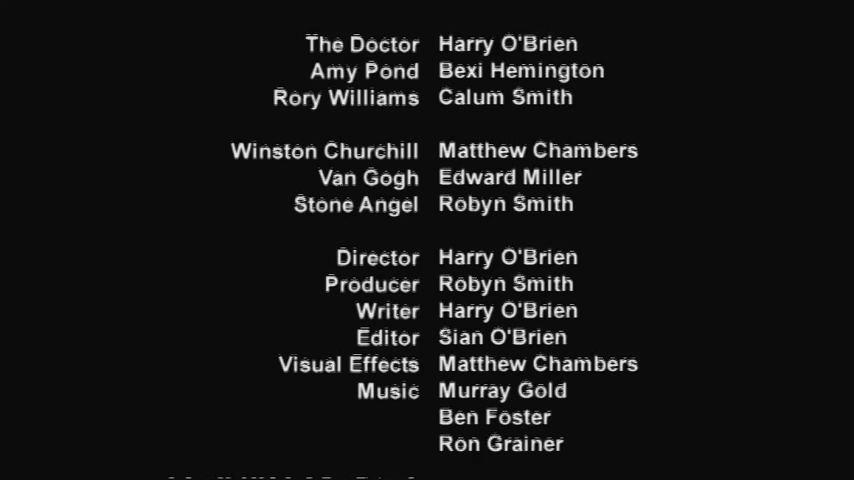 The Doctor Harry O'Brien
Amy Pond Bexi Hemington
Rory Williams Calum Smith
Winston Churchill Matthew Chambers
Van Gogh Edward Miller
Stone Angel Robyn Smith
Director Harry O'Brien
Producer Robyn Smith
Writer Harry O'Brien
Editor Sian O'Brien
Visual Effects Matthew Chambers
Music Murray Gold
Ben Foster
Ron Grainer